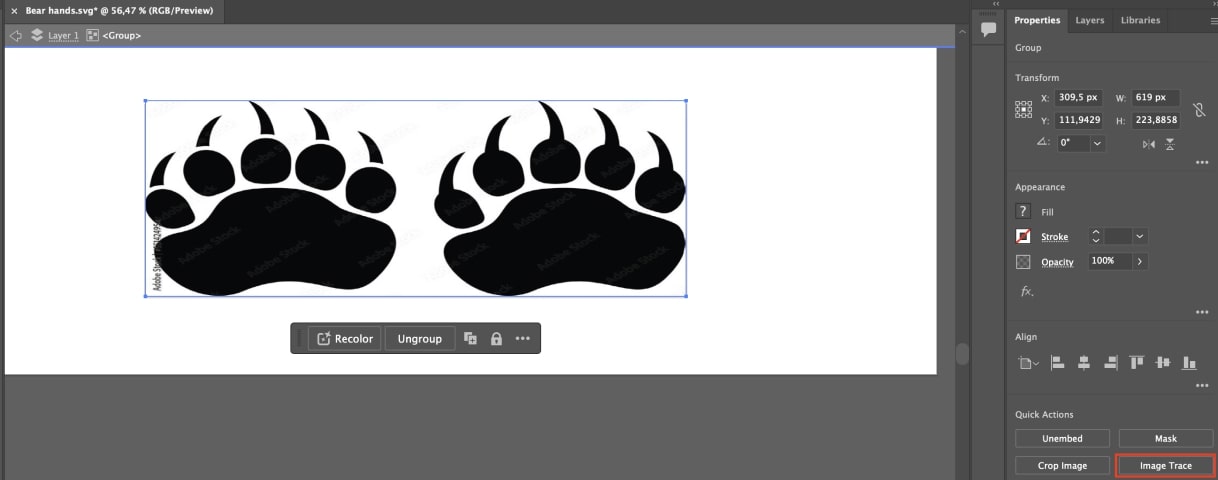 × Bear hands.svg* @ 56,47 % (RGB/Preview)
Layer 1 <Group>
Adobe Stock
Adobe Stock
Adobe Stock
Adobe Stock
Adobe Stock
Adobe Stock
Recolor Ungroup
Properties Layers Libraries
Group
Transform
X: 309,5 px W: 619 px
Y: 111,9429 H: 223,8858
0°
Appearance
? Fill
Stroke
Opacity 100%
fx.
Align
Quick Actions
Unembed Mask
Crop Image Image Trace